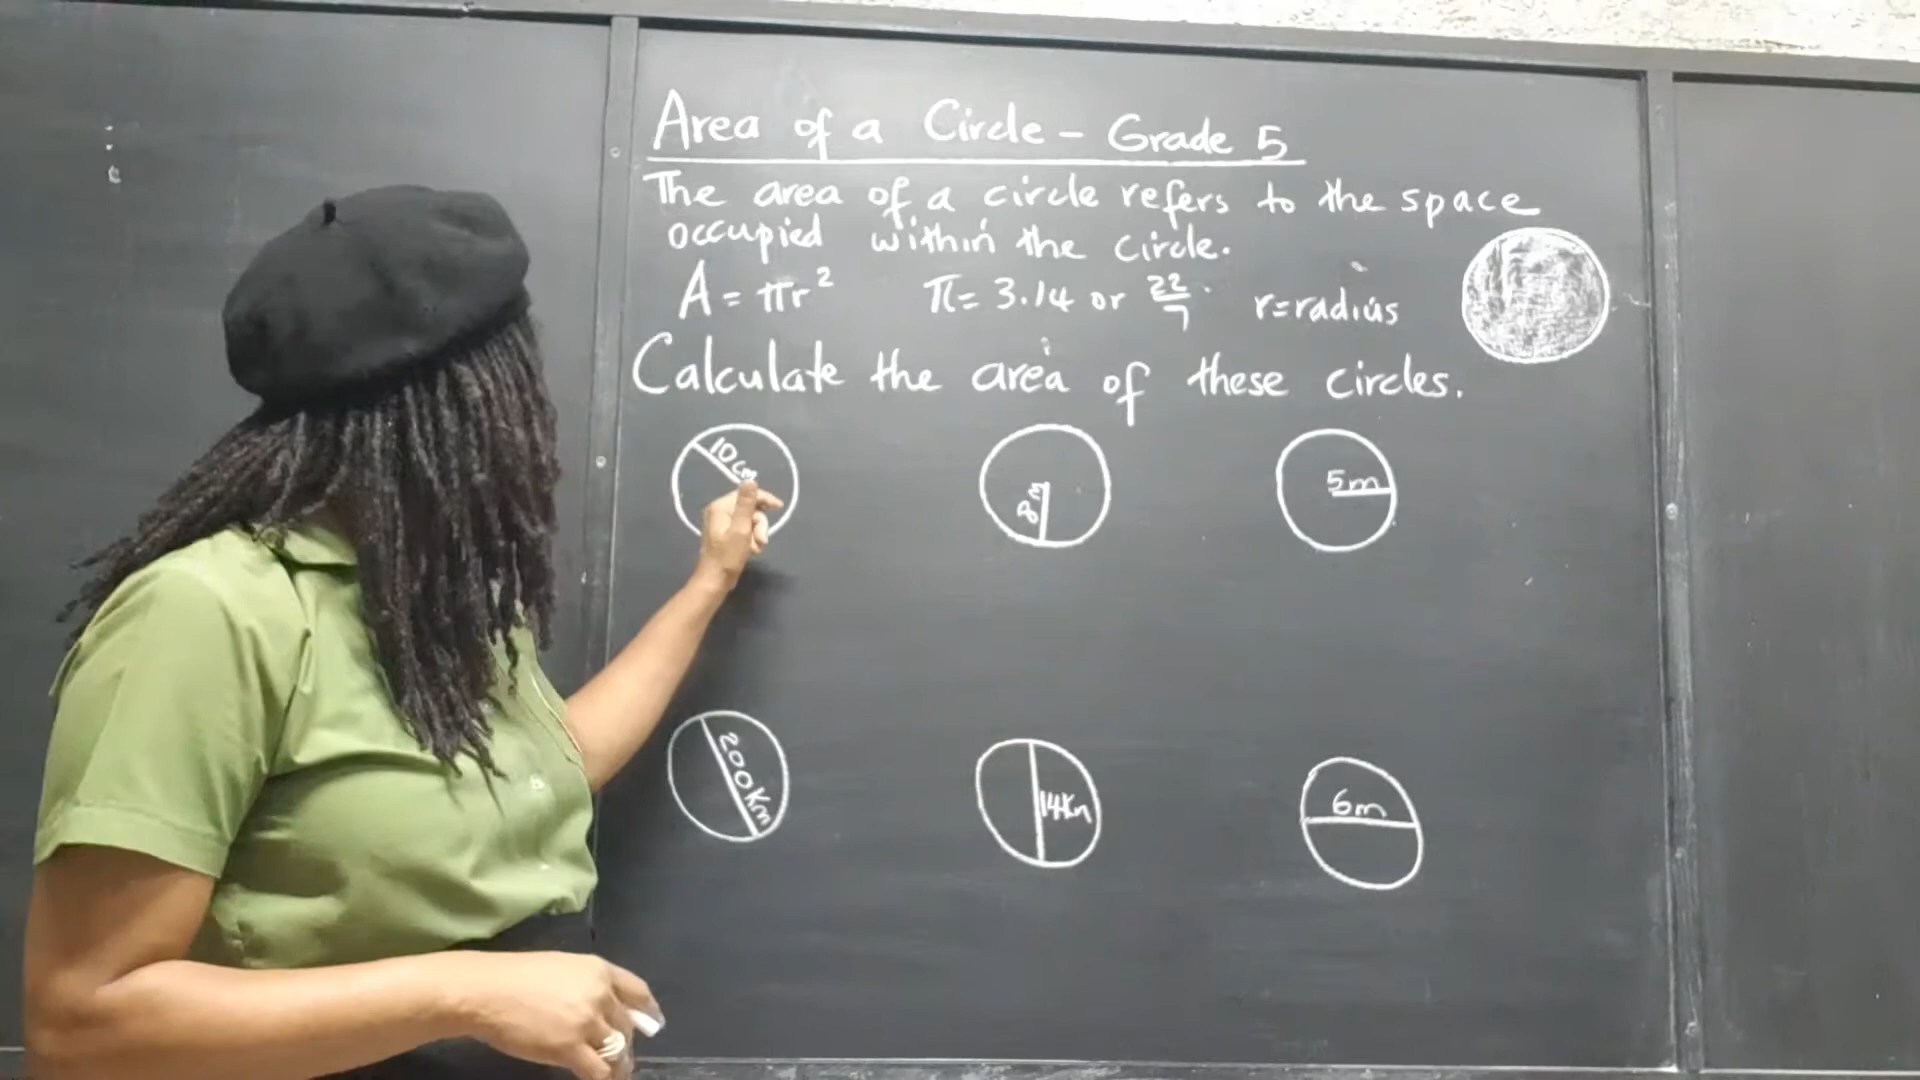 Area of a Circle - Grade 5
The area of a circle refers to the space
occupied within the circle.
A = πr² π = 3.14 or 22/7 r=radius
Calculate the area of these circles.
10cm
8m
5m
200Km
14Km
6m